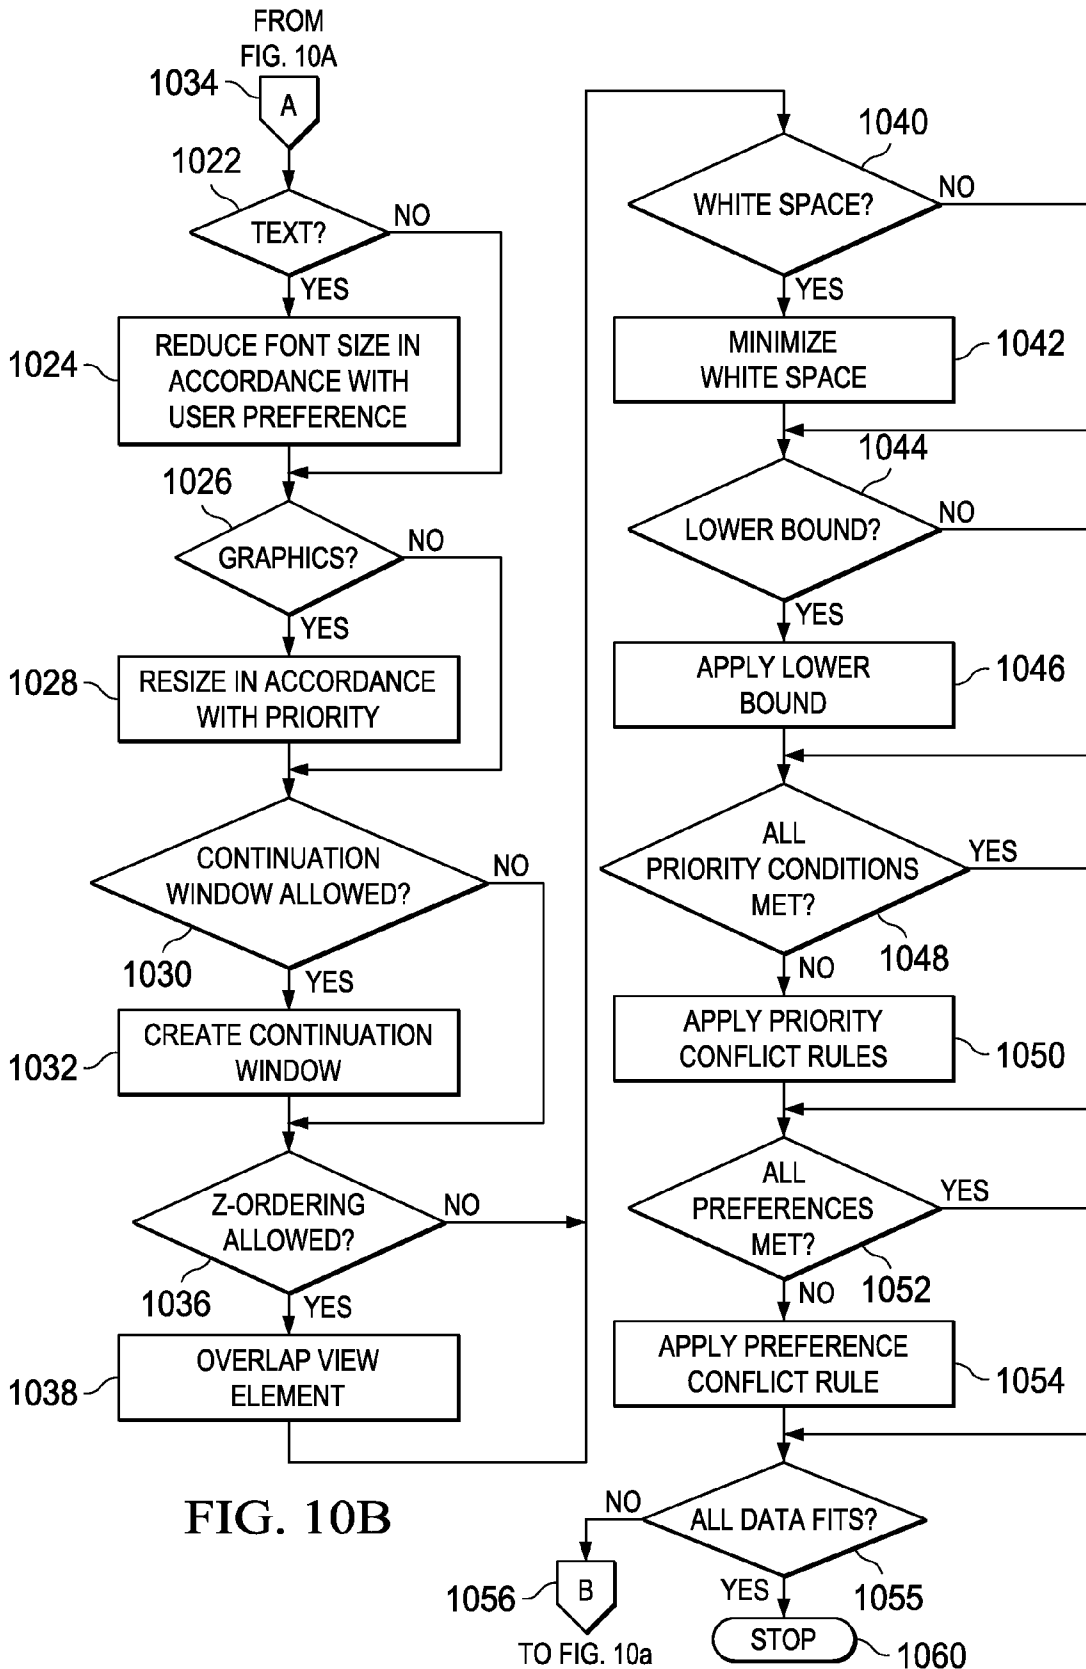 FROM
FIG. 10A
1034
A
1022
TEXT?
NO
YES
1024
REDUCE FONT SIZE IN
ACCORDANCE WITH
USER PREFERENCE
1026
GRAPHICS?
NO
YES
1028
RESIZE IN ACCORDANCE
WITH PRIORITY
CONTINUATION
WINDOW ALLOWED?
NO
1030
YES
1032
CREATE CONTINUATION
WINDOW
Z-ORDERING
ALLOWED?
NO
1036
YES
1038
OVERLAP VIEW
ELEMENT
1040
WHITE SPACE?
NO
YES
MINIMIZE
WHITE SPACE
1042
1044
LOWER BOUND?
NO
YES
APPLY LOWER
BOUND
1046
ALL
PRIORITY CONDITIONS
MET?
YES
1048
NO
APPLY PRIORITY
CONFLICT RULES
1050
ALL
PREFERENCES
MET?
YES
1052
NO
APPLY PREFERENCE
CONFLICT RULE
1054
ALL DATA FITS?
NO
1055
YES
1056
B
TO FIG. 10a
STOP
1060
FIG. 10B